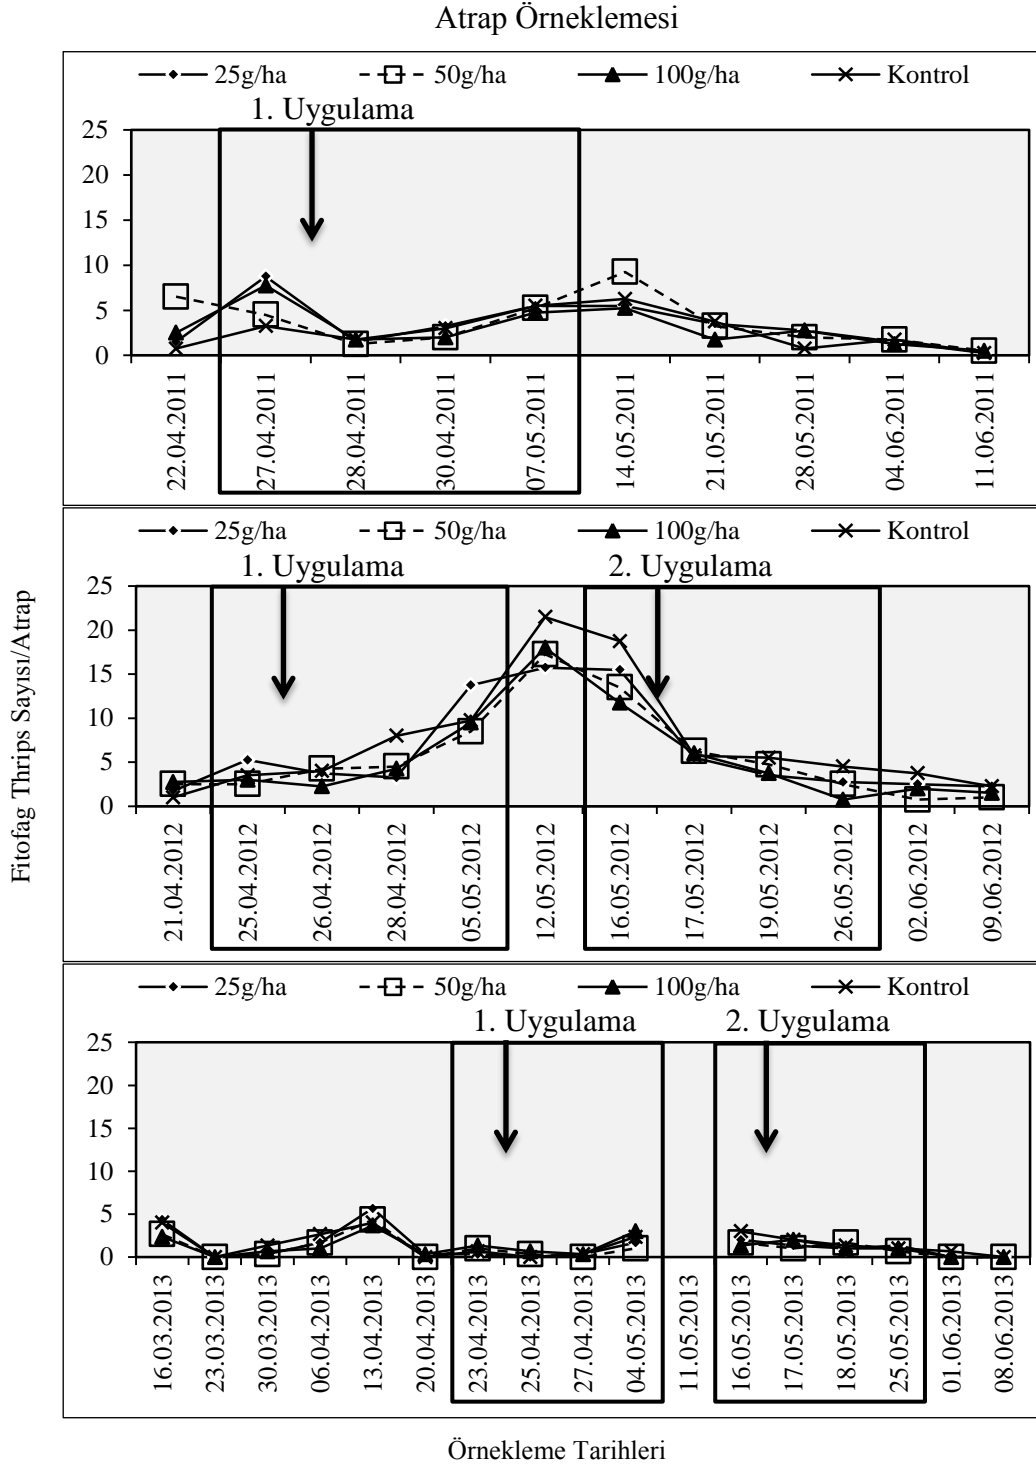 Atrap Örneklemesi
25g/ha 50g/ha 100g/ha Kontrol
1. Uygulama
25
20
15
10
5
0
22.04.2011 27.04.2011 28.04.2011 30.04.2011 07.05.2011 14.05.2011 21.05.2011 28.05.2011 04.06.2011 11.06.2011
25g/ha 50g/ha 100g/ha Kontrol
1. Uygulama 2. Uygulama
25
20
15
10
5
0
21.04.2012 25.04.2012 26.04.2012 28.04.2012 05.05.2012 12.05.2012 16.05.2012 17.05.2012 19.05.2012 26.05.2012 02.06.2012 09.06.2012
Fitofag Thrips Sayısı/Atrap
25g/ha 50g/ha 100g/ha Kontrol
1. Uygulama 2. Uygulama
25
20
15
10
5
0
16.03.2013 23.03.2013 30.03.2013 06.04.2013 13.04.2013 20.04.2013 23.04.2013 25.04.2013 27.04.2013 04.05.2013 11.05.2013 16.05.2013 17.05.2013 18.05.2013 25.05.2013 01.06.2013 08.06.2013
Örnekleme Tarihleri